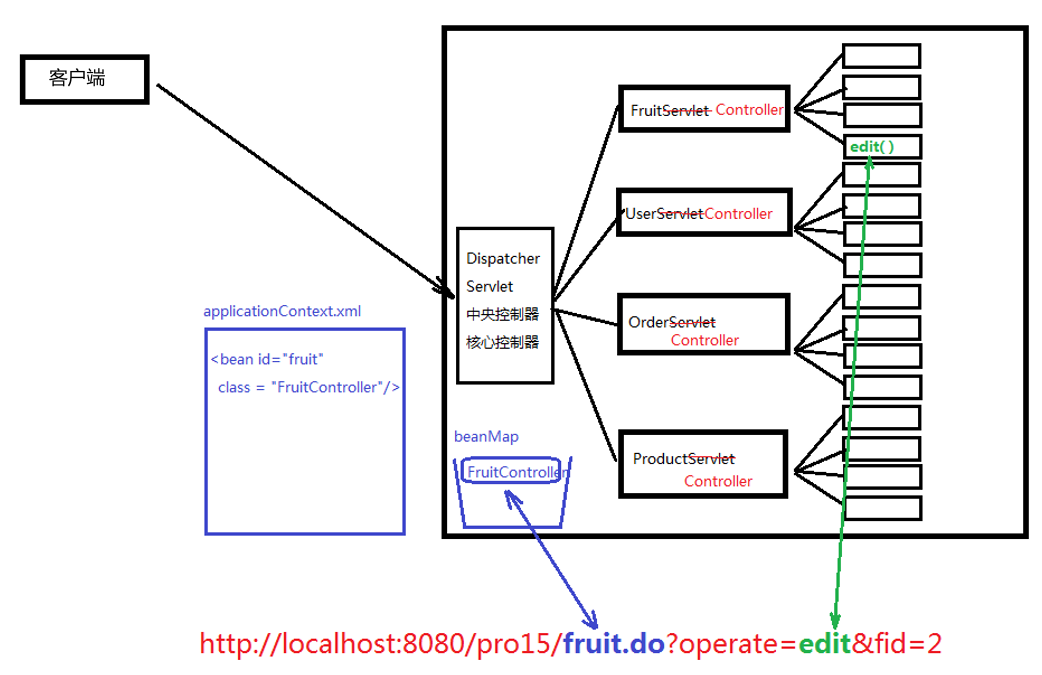 客户端
FruitServlet Controller
edit( )
UserServletController
Dispatcher
Servlet
中央控制器
核心控制器
applicationContext.xml
<bean id="fruit"
class = "FruitController"/>
OrderServlet
Controller
beanMap
FruitController
ProductServlet
Controller
http://localhost:8080/pro15/fruit.do?operate=edit&fid=2